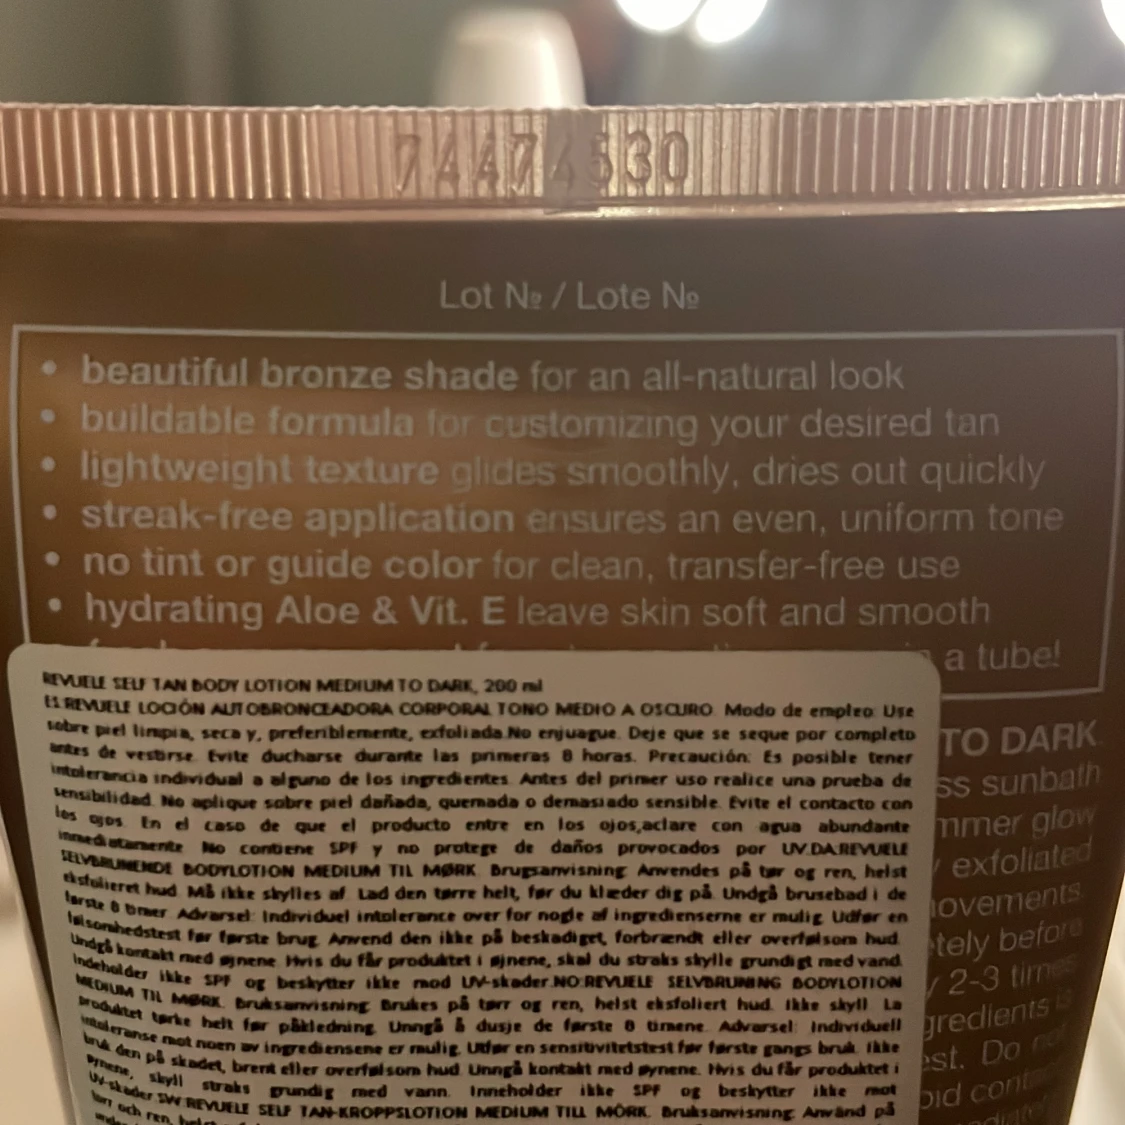 74474530
Lot № / Lote №
• beautiful bronze shade for an all-natural look
• buildable formula for customizing your desired tan
• lightweight texture glides smoothly, dries out quickly
• streak-free application ensures an even, uniform tone
• no tint or guide color for clean, transfer-free use
• hydrating Aloe & Vit. E leave skin soft and smooth
a tube!
REVUELE SELF TAN BODY LOTION MEDIUM TO DARK, 200 ml
ES:REVUELE LOCIÓN AUTOBRONCEADORA CORPORAL TONO MEDIO A OSCURO. Modo de empleo: Use
sobre piel limpia, seca y, preferiblemente, exfoliada.No enjuague. Deje que se seque por completo
antes de vestirse. Evite ducharse durante las primeras 8 horas. Precaución: Es posible tener
intolerancia individual a alguno de los ingredientes. Antes del primer uso realice una prueba de
sensibilidad. No aplique sobre piel dañada, quemada o demasiado sensible. Evite el contacto con
los ojos. En el caso de que el producto entre en los ojos,aclare con agua abundante
inmediatamente. No contiene SPF y no protege de daños provocados por UV.DA:REVUELE
SELVBRUNENDE BODYLOTION MEDIUM TIL MØRK. Brugsanvisning: Anvendes på tør og ren, helst
eksfolieret hud. Må ikke skylles af. Lad den tørre helt, før du klæder dig på. Undgå brusebad i de
første 8 timer. Advarsel: Individuel intolerance over for nogle af ingredienserne er mulig. Udfør en
følsomhedstest før første brug. Anvend den ikke på beskadiget, forbrændt eller overfølsom hud.
Undgå kontakt med øjnene. Hvis du får produktet i øjnene, skal du straks skylle grundigt med vand.
Indeholder ikke SPF og beskytter ikke mod UV-skader.NO:REVUELE SELVBRUNING BODYLOTION
MEDIUM TIL MØRK. Bruksanvisning: Brukes på tørr og ren, helst eksfoliert hud. Ikke skyll. La
produktet tørke helt før påkledning. Unngå å dusje de første 8 timene. Advarsel: Individuell
intoleranse mot noen av ingrediensene er mulig. Utfør en sensitivitetstest før første gangs bruk. Ikke
bruk den på skadet, brent eller overfølsom hud. Unngå kontakt med øynene. Hvis du får produktet i
øynene, skyll straks grundig med vann. Inneholder ikke SPF og beskytter ikke mot
UV-skader.SW:REVUELE SELF TAN-KROPPSLOTION MEDIUM TILL MÖRK. Bruksanvisning: Använd på
torr och ren, helst
TO DARK.
sunbath
glow
exfoliated
before
2-3 times
est. Do not